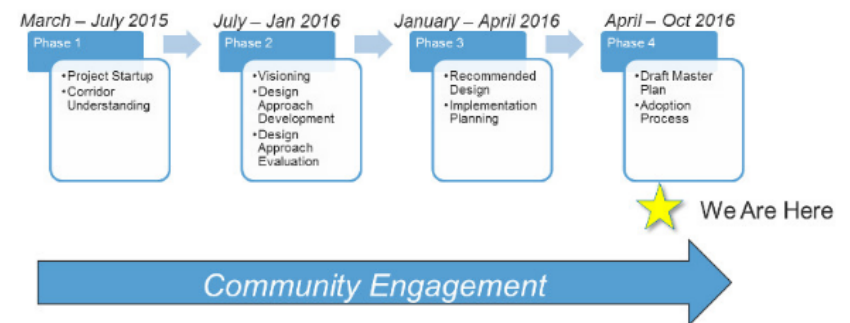 March – July 2015
Phase 1
•Project Startup
•Corridor
Understanding
July – Jan 2016
Phase 2
•Visioning
•Design
Approach
Development
•Design
Approach
Evaluation
January – April 2016
Phase 3
•Recommended
Design
•Implementation
Planning
April – Oct 2016
Phase 4
•Draft Master
Plan
•Adoption
Process
We Are Here
Community Engagement